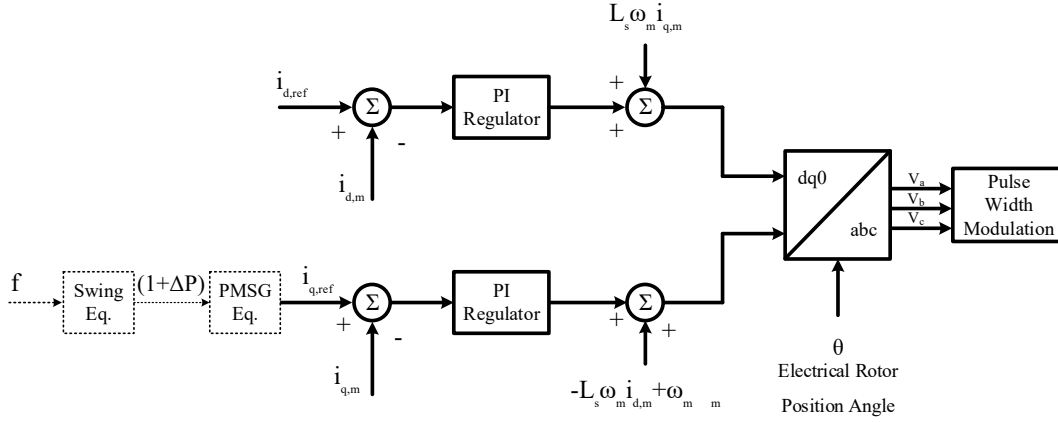 L_s ω_m i_q,m
i_d,ref
+
Σ
-
PI
Regulator
+
+
Σ
i_d,m
dq0
abc
V_a
V_b
V_c
Pulse
Width
Modulation
f
Swing
Eq.
(1+ΔP)
PMSG
Eq.
i_q,ref
+
Σ
-
PI
Regulator
+
Σ
+
i_q,m
-L_s ω_m i_d,m+ω_m m
θ
Electrical Rotor
Position Angle